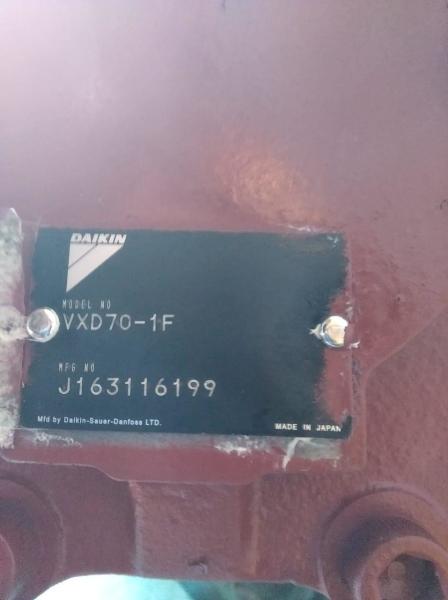 DAIKIN
MODEL NO
VXD70-1F
MFG NO
J163116199
Mfd by Daikin-Sauer-Danfoss LTD.
MADE IN JAPAN